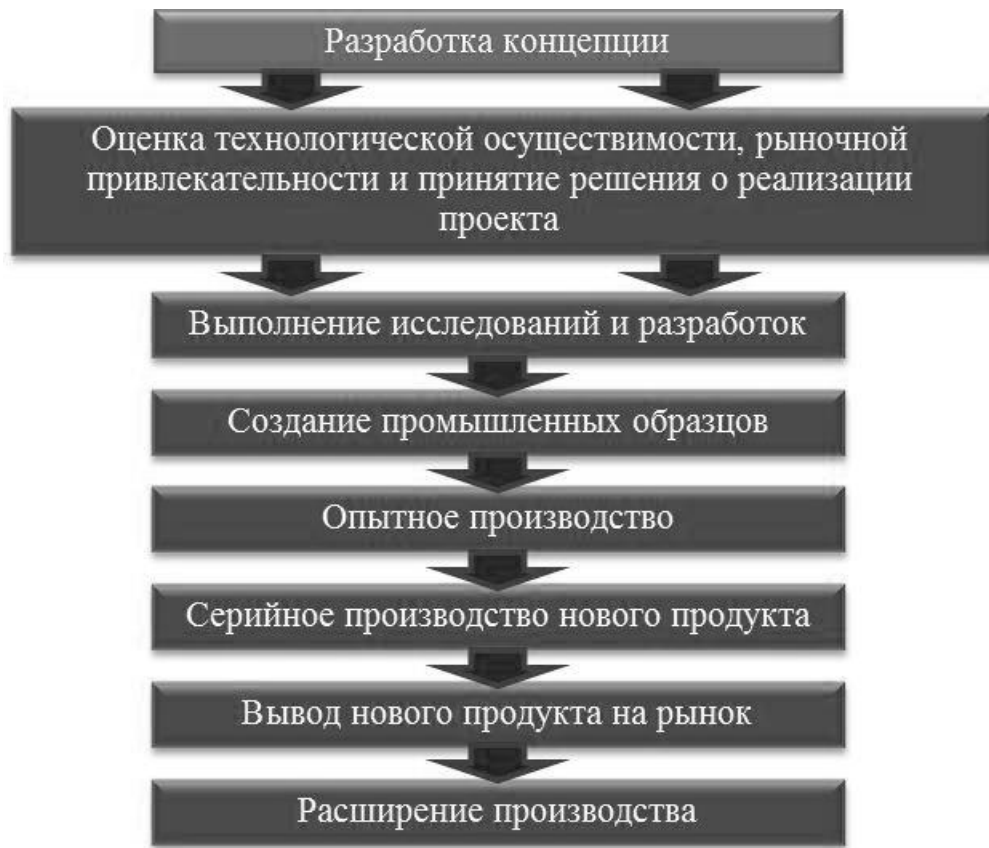 Разработка концепции
Оценка технологической осуществимости, рыночной
привлекательности и принятие решения о реализации
проекта
Выполнение исследований и разработок
Создание промышленных образцов
Опытное производство
Серийное производство нового продукта
Вывод нового продукта на рынок
Расширение производства